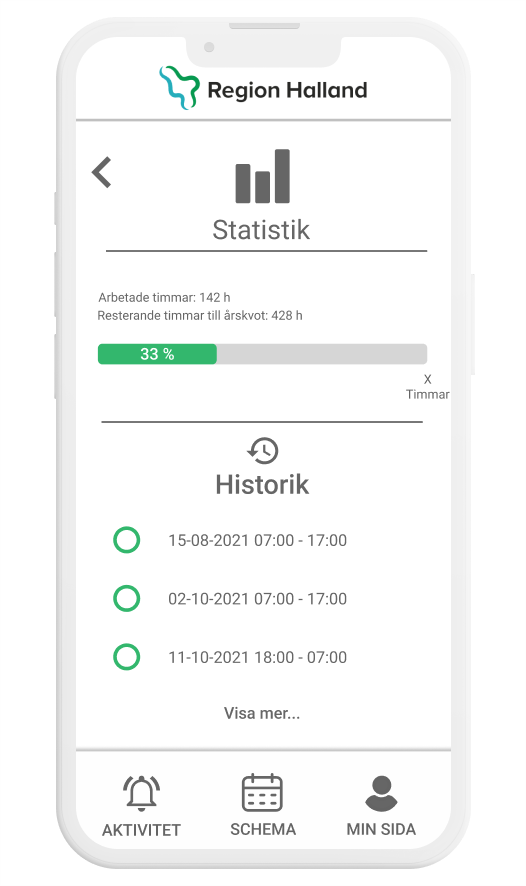 Region Halland
Statistik
Arbetade timmar: 142 h
Resterande timmar till årskvot: 428 h
33 %
X
Timmar
Historik
15-08-2021 07:00 - 17:00
02-10-2021 07:00 - 17:00
11-10-2021 18:00 - 07:00
Visa mer...
AKTIVITET SCHEMA MIN SIDA